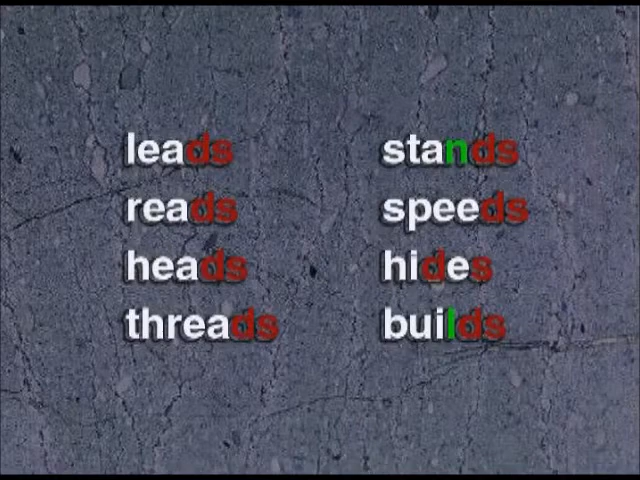 leads
reads
heads
threads
stands
speeds
hides
builds